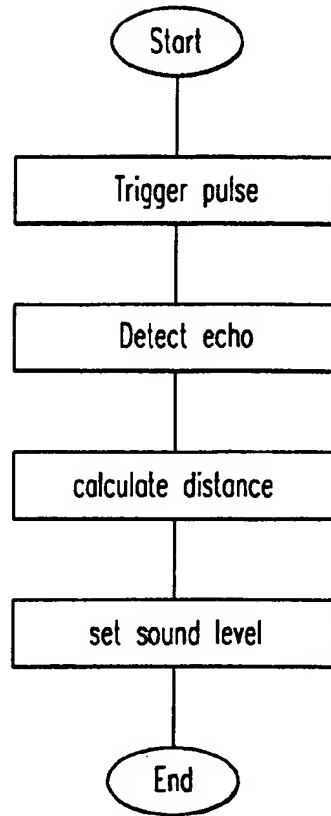 Start
Trigger pulse
Detect echo
calculate distance
set sound level
End